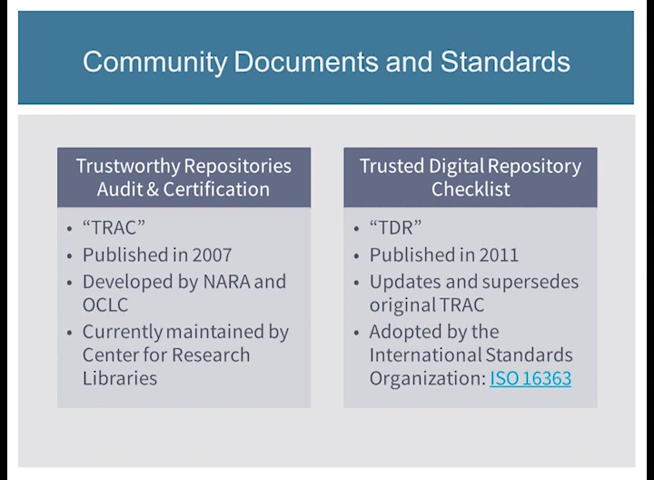 Community Documents and Standards
Trustworthy Repositories
Audit & Certification
• “TRAC”
• Published in 2007
• Developed by NARA and
OCLC
• Currently maintained by
Center for Research
Libraries
Trusted Digital Repository
Checklist
• “TDR”
• Published in 2011
• Updates and supersedes
original TRAC
• Adopted by the
International Standards
Organization: ISO 16363